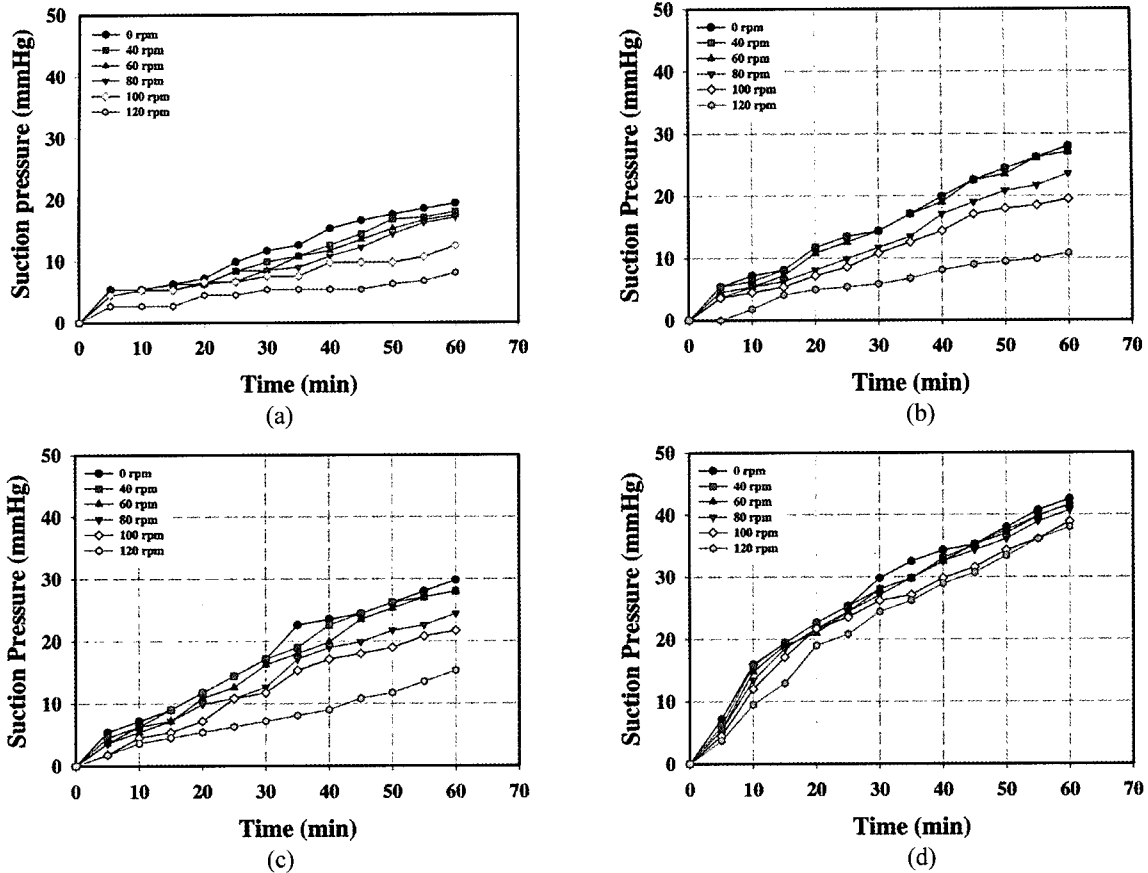 50
40
30
20
10
0
Suction pressure (mmHg)
0 rpm
40 rpm
60 rpm
80 rpm
100 rpm
120 rpm
0 10 20 30 40 50 60 70
Time (min)
(a)
50
40
30
20
10
0
Suction Pressure (mmHg)
0 rpm
40 rpm
60 rpm
80 rpm
100 rpm
120 rpm
0 10 20 30 40 50 60 70
Time (min)
(b)
50
40
30
20
10
0
Suction Pressure (mmHg)
0 rpm
40 rpm
60 rpm
80 rpm
100 rpm
120 rpm
0 10 20 30 40 50 60 70
Time (min)
(c)
50
40
30
20
10
0
Suction Pressure (mmHg)
0 rpm
40 rpm
60 rpm
80 rpm
100 rpm
120 rpm
0 10 20 30 40 50 60 70
Time (min)
(d)